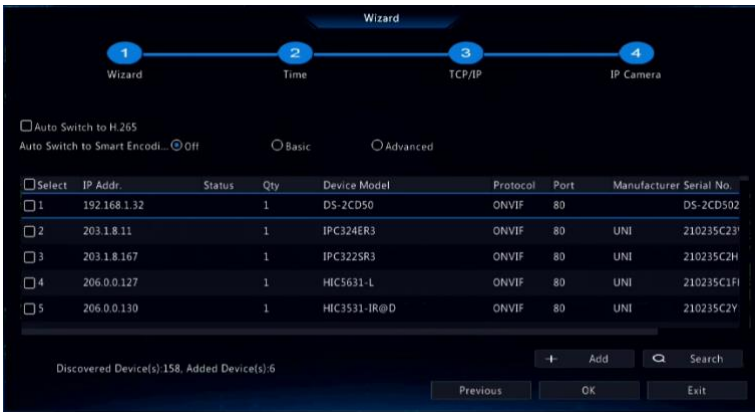 Wizard
1 2 3 4
Wizard Time TCP/IP IP Camera
Auto Switch to H.265
Auto Switch to Smart Encodi... Off Basic Advanced
Select IP Addr. Status Qty Device Model Protocol Port Manufacturer Serial No.
1 192.168.1.32 1 DS-2CD50 ONVIF 80 DS-2CD502
2 203.1.8.11 1 IPC324ER3 ONVIF 80 UNI 210235C23
3 203.1.8.167 1 IPC322SR3 ONVIF 80 UNI 210235C2H
4 206.0.0.127 1 HIC5631-L ONVIF 80 UNI 210235C1F
5 206.0.0.130 1 HIC3531-IR@D ONVIF 80 UNI 210235C2Y
+ Add Search
Discovered Device(s):158, Added Device(s):6
Previous OK Exit